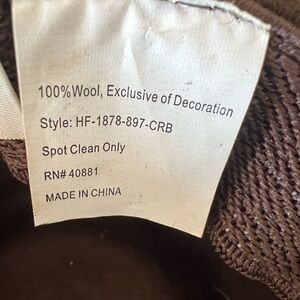 100%Wool, Exclusive of Decoration
Style: HF-1878-897-CRB
Spot Clean Only
RN# 40881
MADE IN CHINA